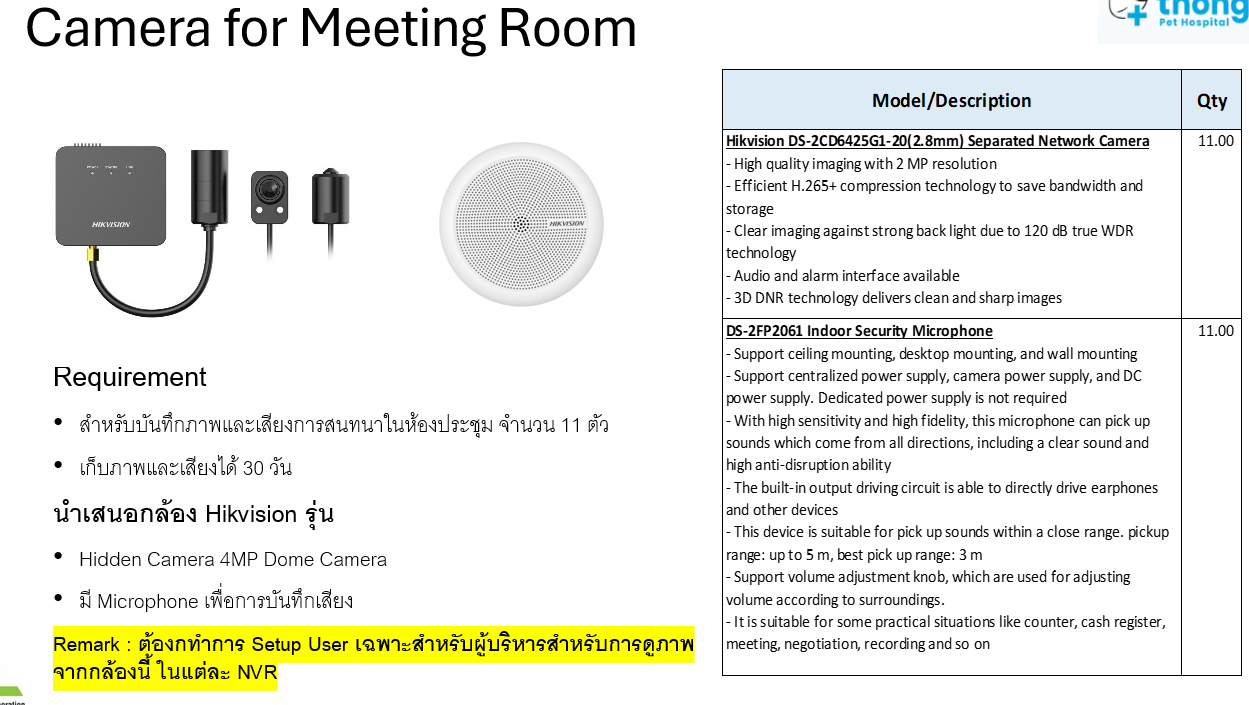 Camera for Meeting Room
thong
Pet Hospital
HIKVISION
HIKVISION
Requirement
• สำหรับบันทึกภาพและเสียงการสนทนาในห้องประชุม จำนวน 11 ตัว
• เก็บภาพและเสียงได้ 30 วัน
นำเสนอกล้อง Hikvision รุ่น
• Hidden Camera 4MP Dome Camera
• มี Microphone เพื่อการบันทึกเสียง
Remark : ต้องกทำการ Setup User เฉพาะสำหรับผู้บริหารสำหรับการดูภาพ
จากกล้องนี้ ในแต่ละ NVR
Model/Description Qty
Hikvision DS-2CD6425G1-20(2.8mm) Separated Network Camera 11.00
- High quality imaging with 2 MP resolution
- Efficient H.265+ compression technology to save bandwidth and
storage
- Clear imaging against strong back light due to 120 dB true WDR
technology
- Audio and alarm interface available
- 3D DNR technology delivers clean and sharp images
DS-2FP2061 Indoor Security Microphone 11.00
- Support ceiling mounting, desktop mounting, and wall mounting
- Support centralized power supply, camera power supply, and DC
power supply. Dedicated power supply is not required
- With high sensitivity and high fidelity, this microphone can pick up
sounds which come from all directions, including a clear sound and
high anti-disruption ability
- The built-in output driving circuit is able to directly drive earphones
and other devices
- This device is suitable for pick up sounds within a close range. pickup
range: up to 5 m, best pick up range: 3 m
- Support volume adjustment knob, which are used for adjusting
volume according to surroundings.
- It is suitable for some practical situations like counter, cash register,
meeting, negotiation, recording and so on